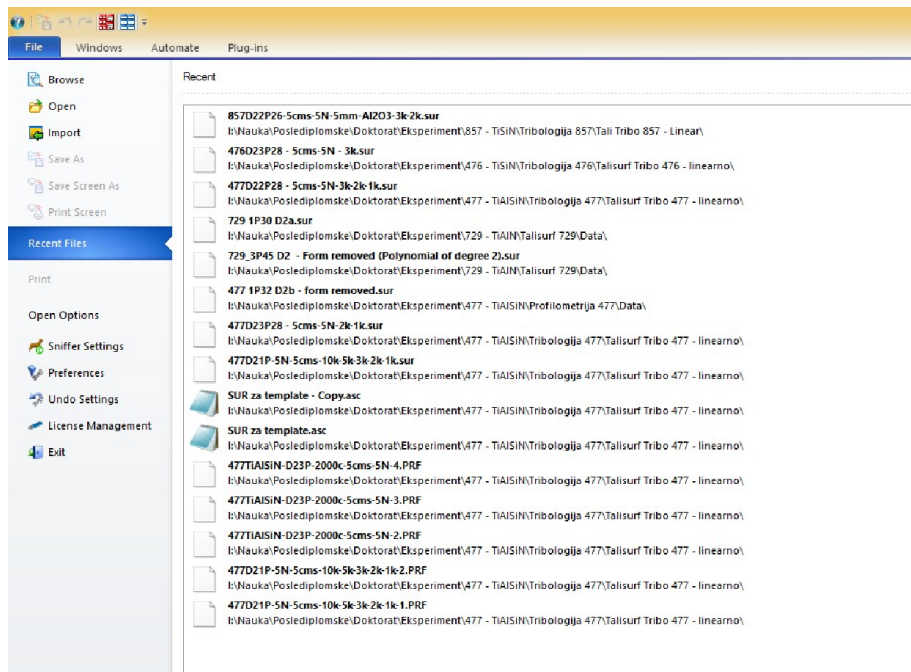 File Windows Automate Plug-ins
Browse
Open
Import
Save As
Save Screen As
Print Screen
Recent Files
Print
Open Options
Sniffer Settings
Preferences
Undo Settings
License Management
Exit
Recent
857D22P26-5cms-5N-5mm-Al2O3-3k-2k.sur
I:\Nauka\Poslediplomske\Doktorat\Eksperiment\857 - TiSiN\Tribologija 857\Tali Tribo 857 - Linear\
476D23P28 - 5cms-5N - 3k.sur
I:\Nauka\Poslediplomske\Doktorat\Eksperiment\476 - TiSiN\Tribologija 476\Talisurf Tribo 476 - linearno\
477D22P28 - 5cms-5N-3k-2k-1k.sur
I:\Nauka\Poslediplomske\Doktorat\Eksperiment\477 - TiAlSiN\Tribologija 477\Talisurf Tribo 477 - linearno\
729 1P30 D2a.sur
I:\Nauka\Poslediplomske\Doktorat\Eksperiment\729 - TiAlN\Talisurf 729\Data\
729_3P45 D2  - Form removed (Polynomial of degree 2).sur
I:\Nauka\Poslediplomske\Doktorat\Eksperiment\729 - TiAlN\Talisurf 729\Data\
477 1P32 D2b - form removed.sur
I:\Nauka\Poslediplomske\Doktorat\Eksperiment\477 - TiAlSiN\Profilometrija 477\Data\
477D23P28 - 5cms-5N-2k-1k.sur
I:\Nauka\Poslediplomske\Doktorat\Eksperiment\477 - TiAlSiN\Tribologija 477\Talisurf Tribo 477 - linearno\
477D21P-5N-5cms-10k-5k-3k-2k-1k.sur
I:\Nauka\Poslediplomske\Doktorat\Eksperiment\477 - TiAlSiN\Tribologija 477\Talisurf Tribo 477 - linearno\
SUR za template - Copy.asc
I:\Nauka\Poslediplomske\Doktorat\Eksperiment\477 - TiAlSiN\Tribologija 477\Talisurf Tribo 477 - linearno\
SUR za template.asc
I:\Nauka\Poslediplomske\Doktorat\Eksperiment\477 - TiAlSiN\Tribologija 477\Talisurf Tribo 477 - linearno\
477TiAlSiN-D23P-2000c-5cms-5N-4.PRF
I:\Nauka\Poslediplomske\Doktorat\Eksperiment\477 - TiAlSiN\Tribologija 477\Talisurf Tribo 477 - linearno\
477TiAlSiN-D23P-2000c-5cms-5N-3.PRF
I:\Nauka\Poslediplomske\Doktorat\Eksperiment\477 - TiAlSiN\Tribologija 477\Talisurf Tribo 477 - linearno\
477TiAlSiN-D23P-2000c-5cms-5N-2.PRF
I:\Nauka\Poslediplomske\Doktorat\Eksperiment\477 - TiAlSiN\Tribologija 477\Talisurf Tribo 477 - linearno\
477D21P-5N-5cms-10k-5k-3k-2k-1k-2.PRF
I:\Nauka\Poslediplomske\Doktorat\Eksperiment\477 - TiAlSiN\Tribologija 477\Talisurf Tribo 477 - linearno\
477D21P-5N-5cms-10k-5k-3k-2k-1k-1.PRF
I:\Nauka\Poslediplomske\Doktorat\Eksperiment\477 - TiAlSiN\Tribologija 477\Talisurf Tribo 477 - linearno\